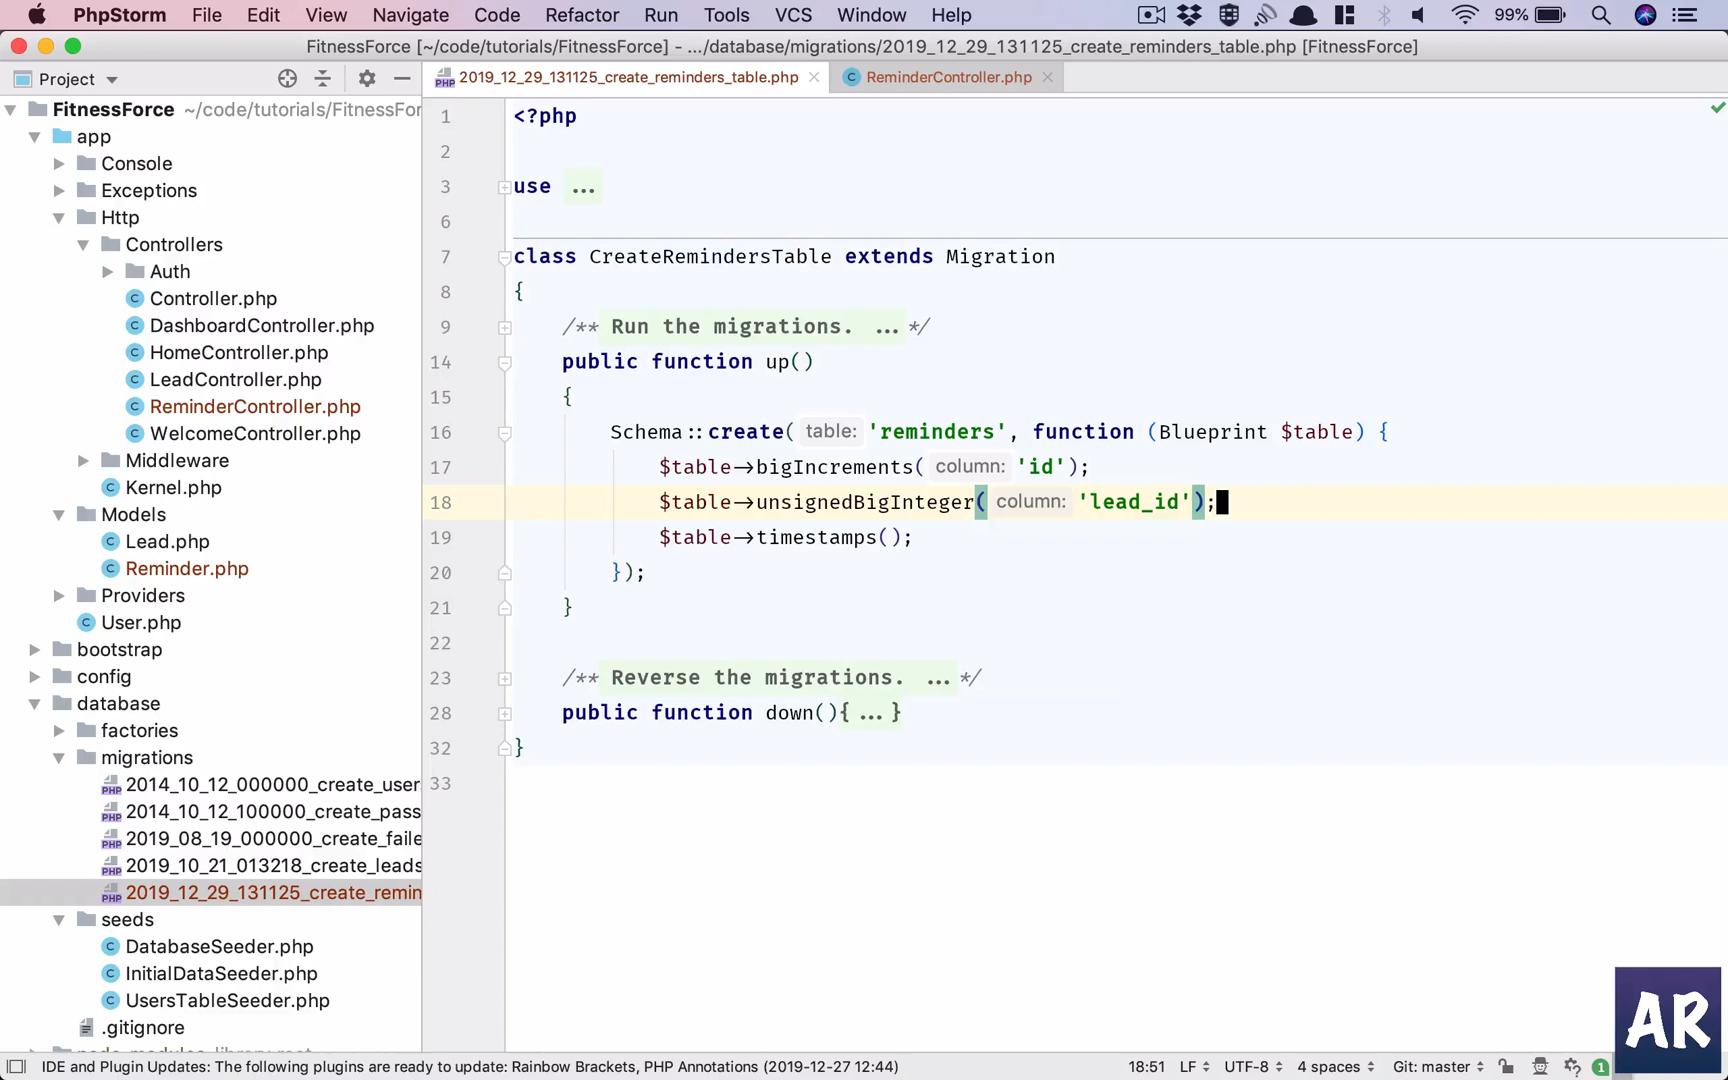 PhpStorm File Edit View Navigate Code Refactor Run Tools VCS Window Help 99%
FitnessForce [~/code/tutorials/FitnessForce] - .../database/migrations/2019_12_29_131125_create_reminders_table.php [FitnessForce]
Project
2019_12_29_131125_create_reminders_table.php
ReminderController.php
FitnessForce ~/code/tutorials/FitnessFor
app
Console
Exceptions
Http
Controllers
Auth
Controller.php
DashboardController.php
HomeController.php
LeadController.php
ReminderController.php
WelcomeController.php
Middleware
Kernel.php
Models
Lead.php
Reminder.php
Providers
User.php
bootstrap
config
database
factories
migrations
2014_10_12_000000_create_user
2014_10_12_100000_create_pass
2019_08_19_000000_create_faile
2019_10_21_013218_create_leads
2019_12_29_131125_create_remin
seeds
DatabaseSeeder.php
InitialDataSeeder.php
UsersTableSeeder.php
.gitignore
1 <?php
2
3 use ...
6
7 class CreateRemindersTable extends Migration
8 {
9 /** Run the migrations. ... */
14 public function up()
15 {
16 Schema::create( table: 'reminders', function (Blueprint $table) {
17 $table->bigIncrements( column: 'id');
18 $table->unsignedBigInteger( column: 'lead_id');
19 $table->timestamps();
20 });
21 }
22
23 /** Reverse the migrations. ... */
28 public function down(){...}
32 }
33
AR
IDE and Plugin Updates: The following plugins are ready to update: Rainbow Brackets, PHP Annotations (2019-12-27 12:44) 18:51 LF UTF-8 4 spaces Git: master 1